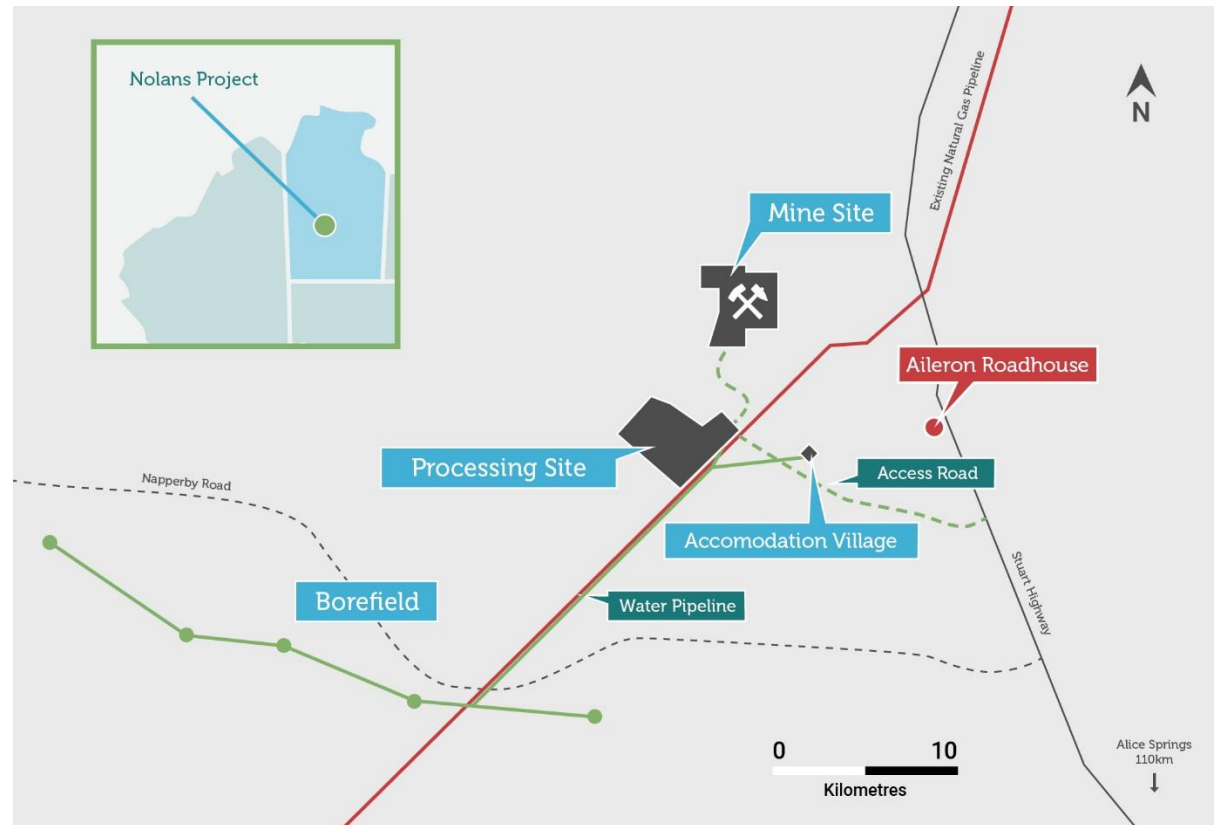 Nolans Project
N
Existing Natural Gas Pipeline
Mine Site
Aileron Roadhouse
Processing Site
Access Road
Napperby Road
Accomodation Village
Borefield
Water Pipeline
Stuart Highway
0 10
Kilometres
Alice Springs
110km